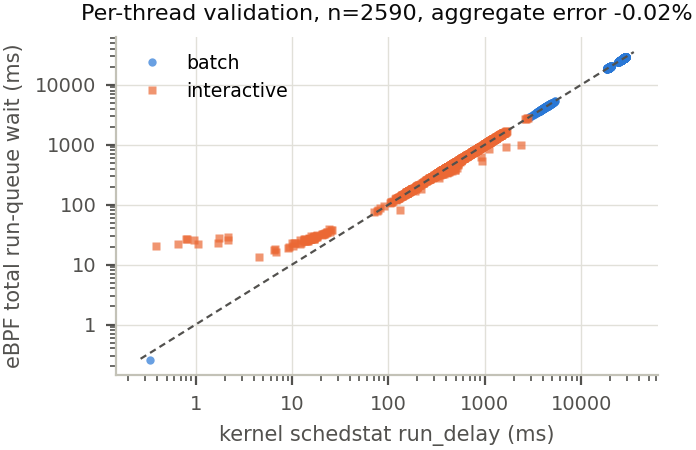 Per-thread validation, n=2590, aggregate error -0.02%
batch
interactive
eBPF total run-queue wait (ms)
10000
1000
100
10
1
1 10 100 1000 10000
kernel schedstat run_delay (ms)